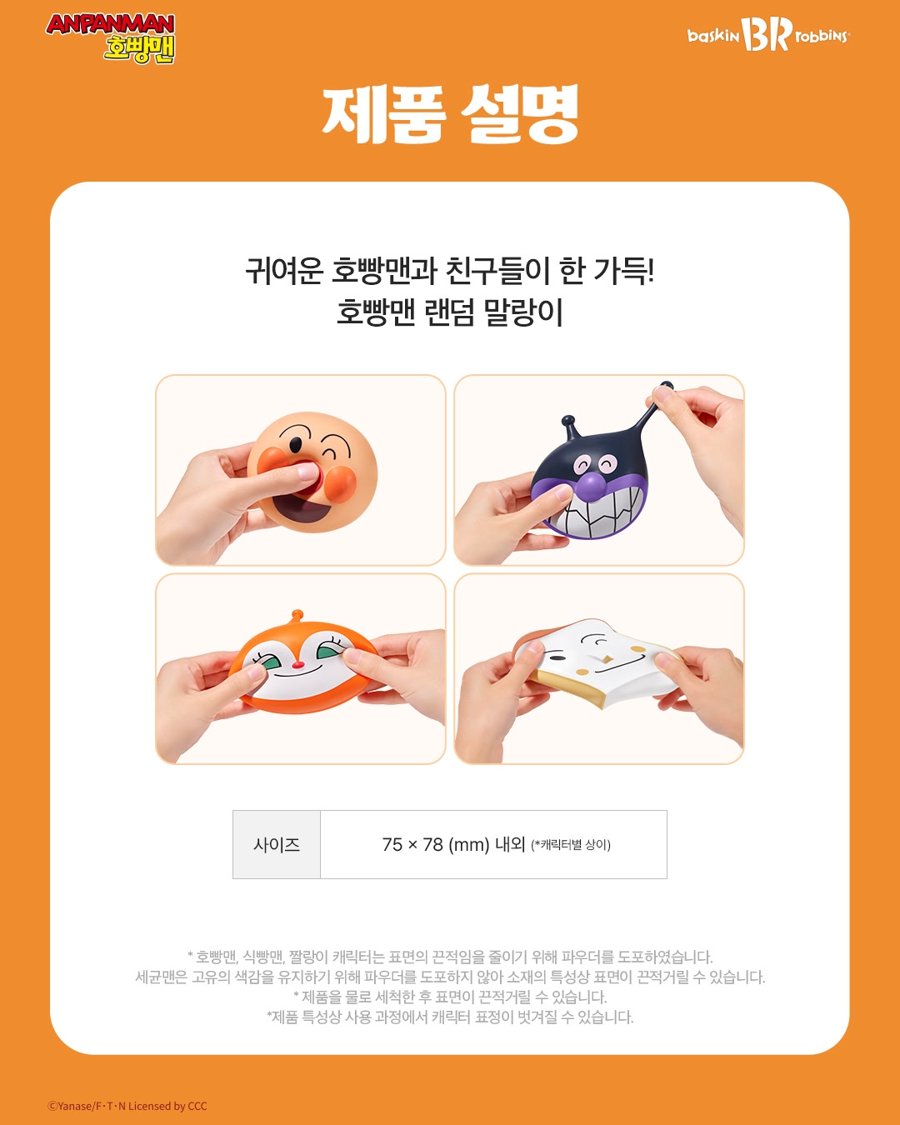 ANPANMAN
호빵맨
baskin BR robbins
제품 설명
귀여운 호빵맨과 친구들이 한 가득!
호빵맨 랜덤 말랑이
사이즈
75 × 78 (mm) 내외 (*캐릭터별 상이)
* 호빵맨, 식빵맨, 짤랑이 캐릭터는 표면의 끈적임을 줄이기 위해 파우더를 도포하였습니다.
세균맨은 고유의 색감을 유지하기 위해 파우더를 도포하지 않아 소재의 특성상 표면이 끈적거릴 수 있습니다.
* 제품을 물로 세척한 후 표면이 끈적거릴 수 있습니다.
*제품 특성상 사용 과정에서 캐릭터 표정이 벗겨질 수 있습니다.
ⓒYanase/F・T・N Licensed by CCC